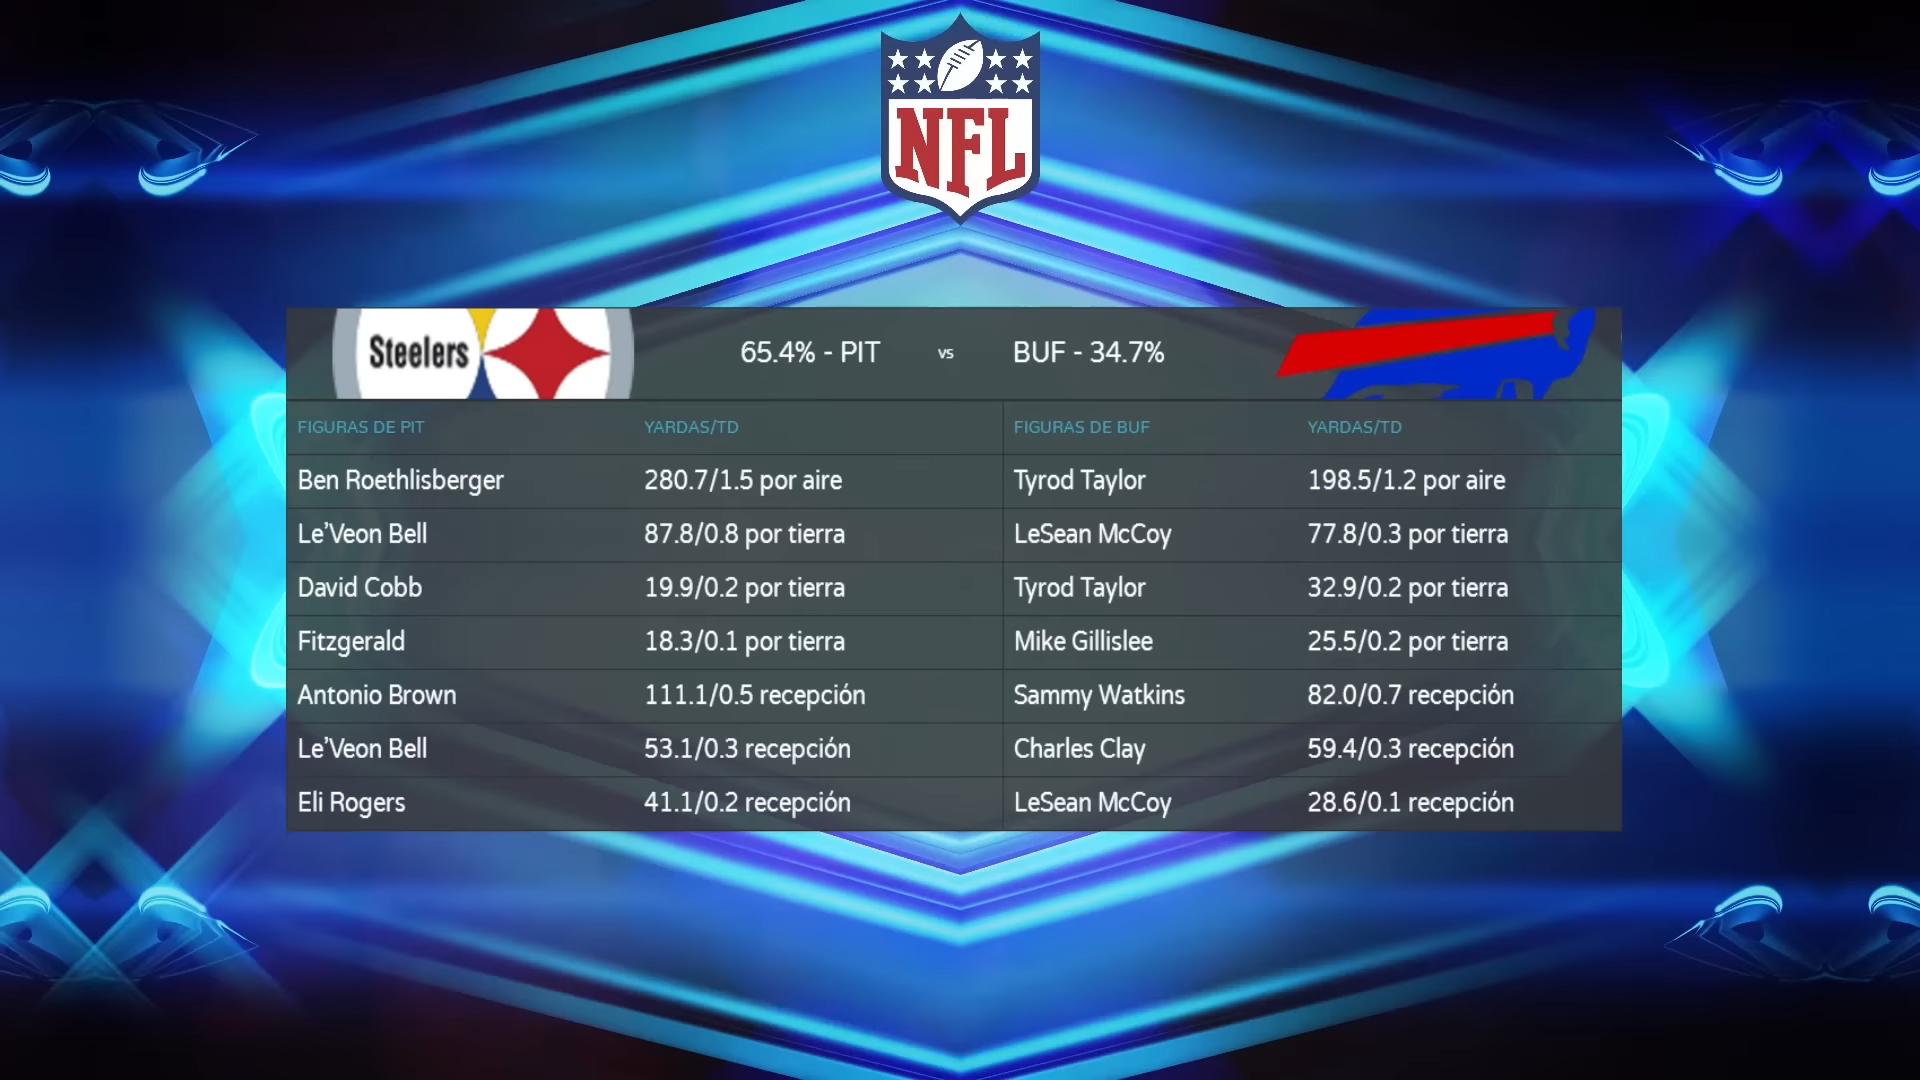 NFL
Steelers 65.4% - PIT vs BUF - 34.7%
FIGURAS DE PIT YARDAS/TD FIGURAS DE BUF YARDAS/TD
Ben Roethlisberger 280.7/1.5 por aire Tyrod Taylor 198.5/1.2 por aire
Le’Veon Bell 87.8/0.8 por tierra LeSean McCoy 77.8/0.3 por tierra
David Cobb 19.9/0.2 por tierra Tyrod Taylor 32.9/0.2 por tierra
Fitzgerald 18.3/0.1 por tierra Mike Gillislee 25.5/0.2 por tierra
Antonio Brown 111.1/0.5 recepción Sammy Watkins 82.0/0.7 recepción
Le’Veon Bell 53.1/0.3 recepción Charles Clay 59.4/0.3 recepción
Eli Rogers 41.1/0.2 recepción LeSean McCoy 28.6/0.1 recepción